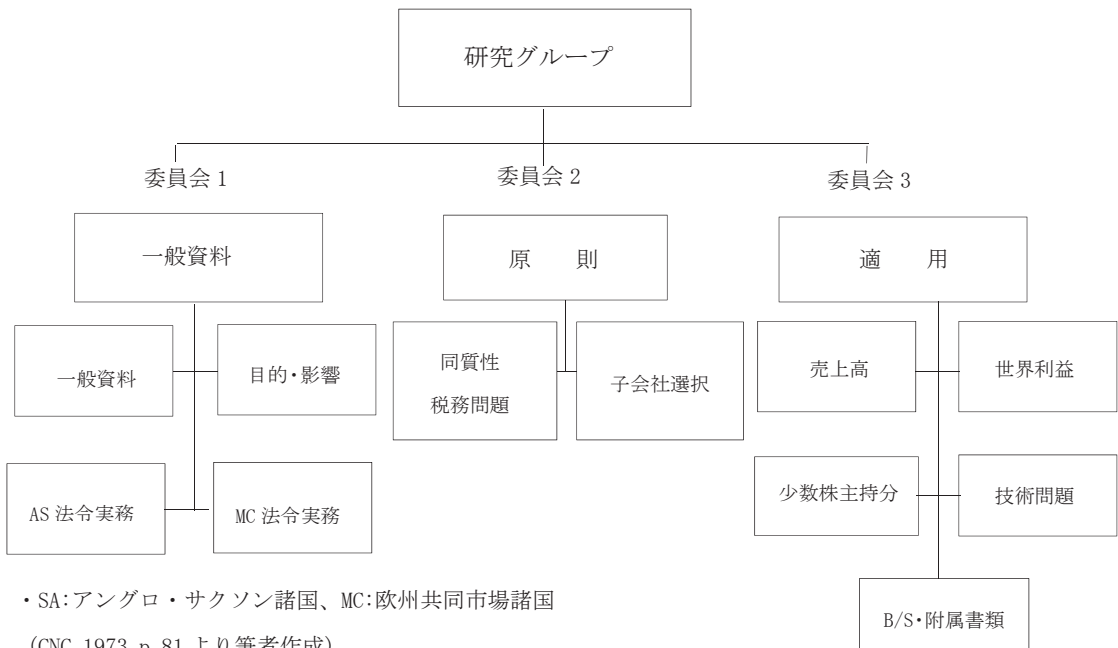 研究グループ
委員会 1
委員会 2
委員会 3
一般資料
原 則
適 用
一般資料
目的・影響
同質性
税務問題
子会社選択
売上高
世界利益
AS 法令実務
MC 法令実務
少数株主持分
技術問題
B/S・附属書類
・SA:アングロ・サクソン諸国、MC:欧州共同市場諸国
(CNC,1973,p.81 より筆者作成)